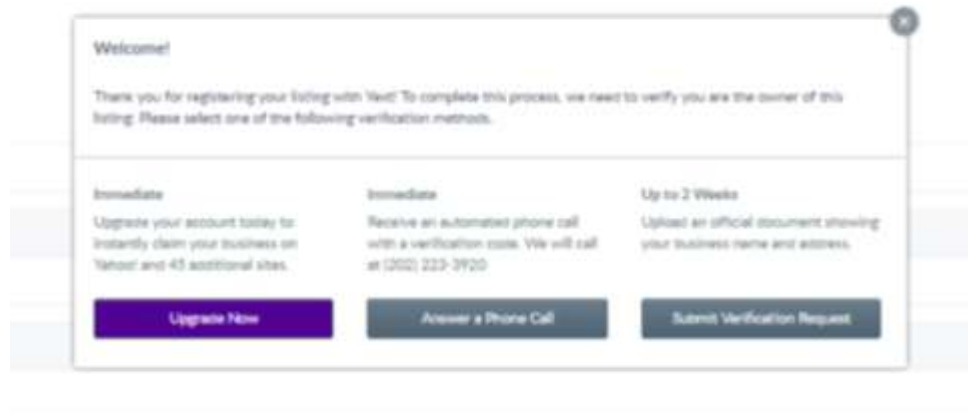 Welcome!
Thank you for registering your listing with Yext! To complete this process, we need to verify you are the owner of this
listing. Please select one of the following verification methods.
Immediate
Upgrade your account today to
instantly claim your business on
Yahoo! and 45 additional sites.
Upgrade Now
Immediate
Receive an automated phone call
with a verification code. We will call
at (202) 223-3920
Answer a Phone Call
Up to 2 Weeks
Upload an official document showing
your business name and address.
Submit Verification Request